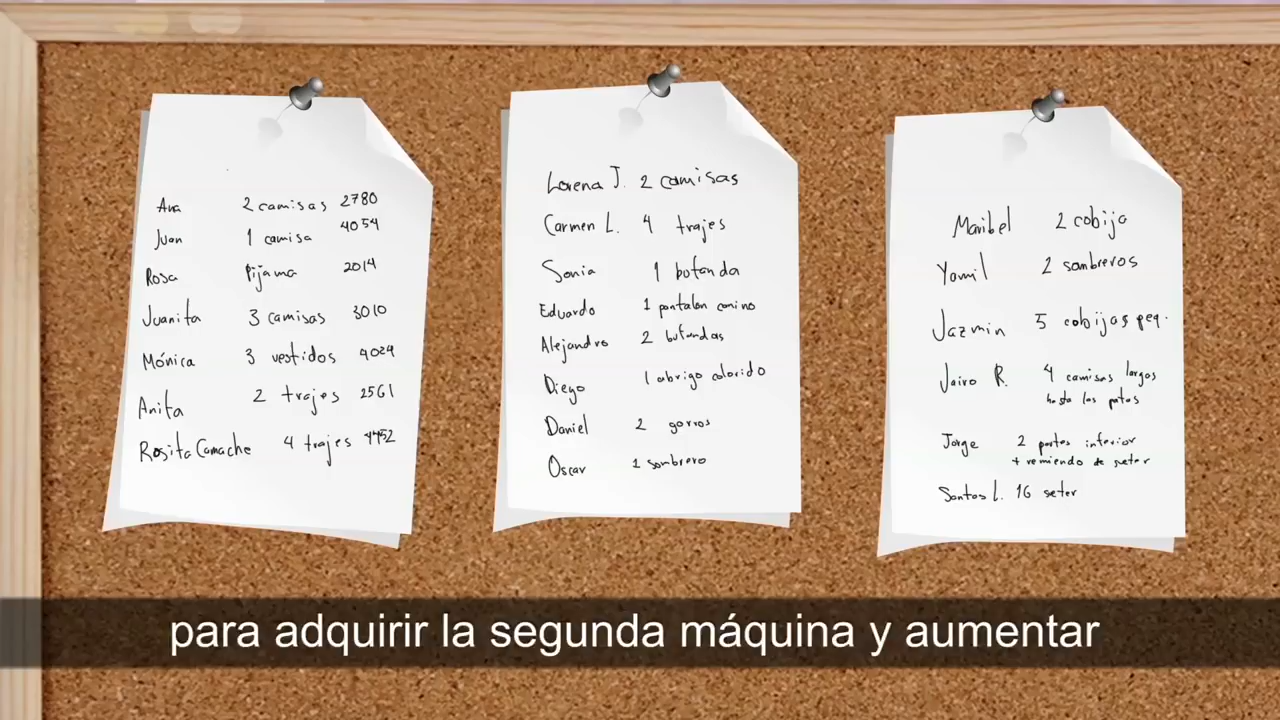 Ana 2 camisas 2780
Juan 1 camisa 4054
Rosa Pijama 2014
Juanita 3 camisas 3010
Mónica 3 vestidos 4029
Anita 2 trajes 2561
Rosita Camache 4 trajes 4452
Lorena J. 2 camisas
Carmen L. 4 trajes
Sonia 1 bufanda
Eduardo 1 pantalon canino
Alejandro 2 bufandas
Diego 1 abrigo colorido
Daniel 2 gorros
Oscar 1 sombrero
Maribel 2 cobija
Yamil 2 sombreros
Jazmin 5 cobijas peq.
Jairo R. 4 camisas largas
hasta las patas
Jorge 2 partes inferior
+ remiendo de sueter
Santos L. 16 seter
para adquirir la segunda máquina y aumentar